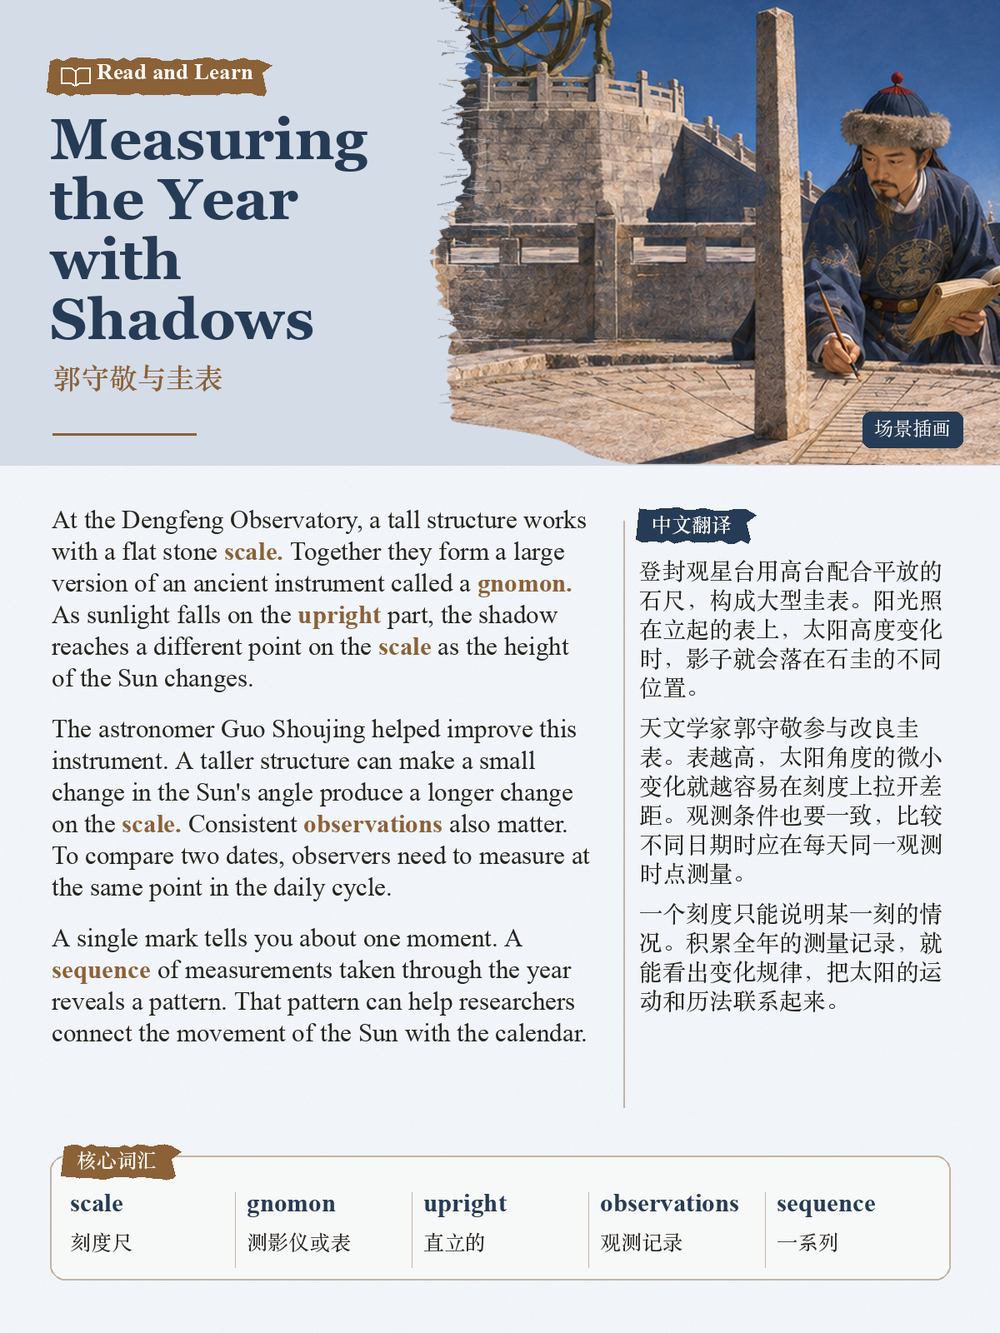 Read and Learn
Measuring
the Year
with
Shadows
郭守敬与圭表
场景插画
At the Dengfeng Observatory, a tall structure works
with a flat stone scale. Together they form a large
version of an ancient instrument called a gnomon.
As sunlight falls on the upright part, the shadow
reaches a different point on the scale as the height
of the Sun changes.
The astronomer Guo Shoujing helped improve this
instrument. A taller structure can make a small
change in the Sun's angle produce a longer change
on the scale. Consistent observations also matter.
To compare two dates, observers need to measure at
the same point in the daily cycle.
A single mark tells you about one moment. A
sequence of measurements taken through the year
reveals a pattern. That pattern can help researchers
connect the movement of the Sun with the calendar.
中文翻译
登封观星台用高台配合平放的
石尺，构成大型圭表。阳光照
在立起的表上，太阳高度变化
时，影子就会落在石圭的不同
位置。
天文学家郭守敬参与改良圭
表。表越高，太阳角度的微小
变化就越容易在刻度上拉开差
距。观测条件也要一致，比较
不同日期时应在每天同一观测
时点测量。
一个刻度只能说明某一刻的情
况。积累全年的测量记录，就
能看出变化规律，把太阳的运
动和历法联系起来。
核心词汇
scale
刻度尺
gnomon
测影仪或表
upright
直立的
observations
观测记录
sequence
一系列